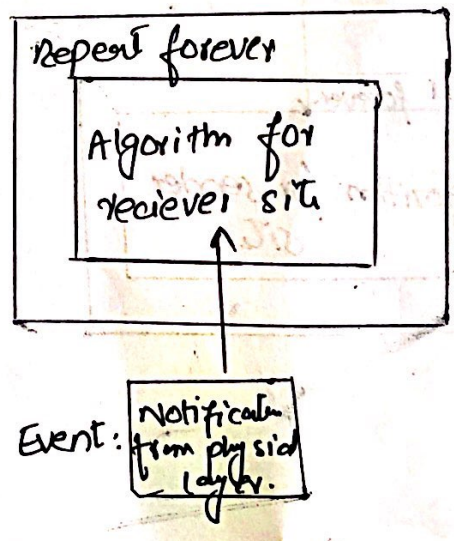 Repeat forever
Algorithm for
reciever site
Event:
Notification
from physical
layer.